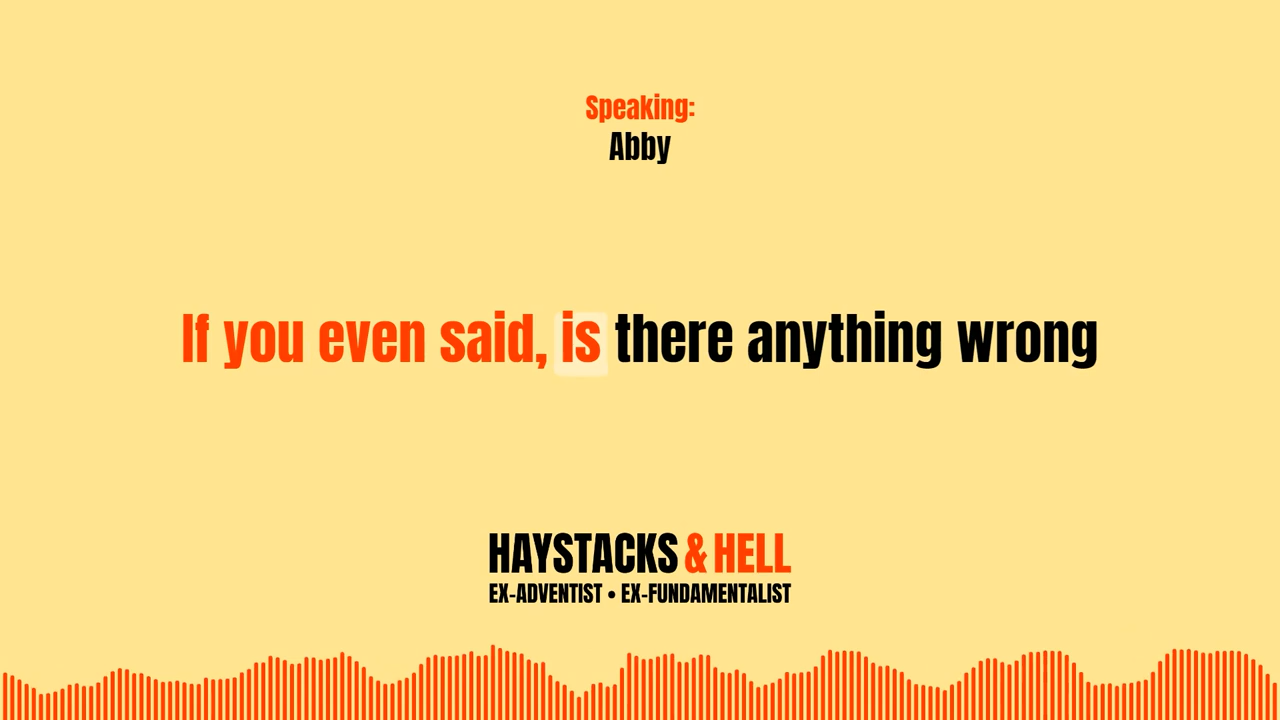 Speaking:
Abby
If you even said, is there anything wrong
HAYSTACKS & HELL
EX-ADVENTIST • EX-FUNDAMENTALIST